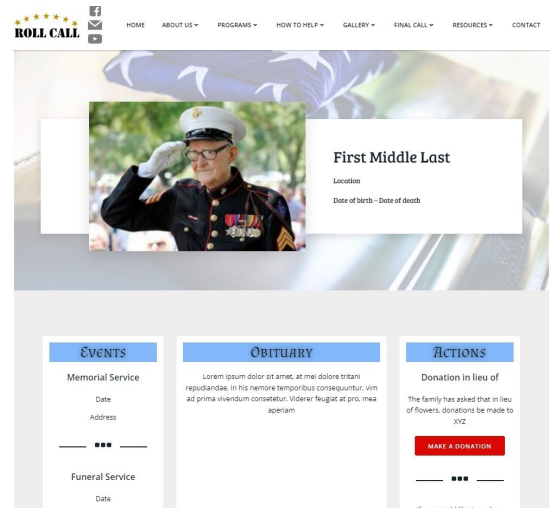 ROLL CALL
HOME ABOUT US PROGRAMS HOW TO HELP GALLERY FINAL CALL RESOURCES CONTACT
First Middle Last
Location
Date of birth – Date of death
Events
Memorial Service
Date
Address
Funeral Service
Date
Obituary
Lorem ipsum dolor sit amet, at mei dolore tritani
repudiandae, in his nemore temporibus consequuntur, vim
ad prima vivendum consetetur. Viderer feugiat at pro, mea
aperiam
Actions
Donation in lieu of
The family has asked that in lieu
of flowers, donations be made to
XYZ
MAKE A DONATION